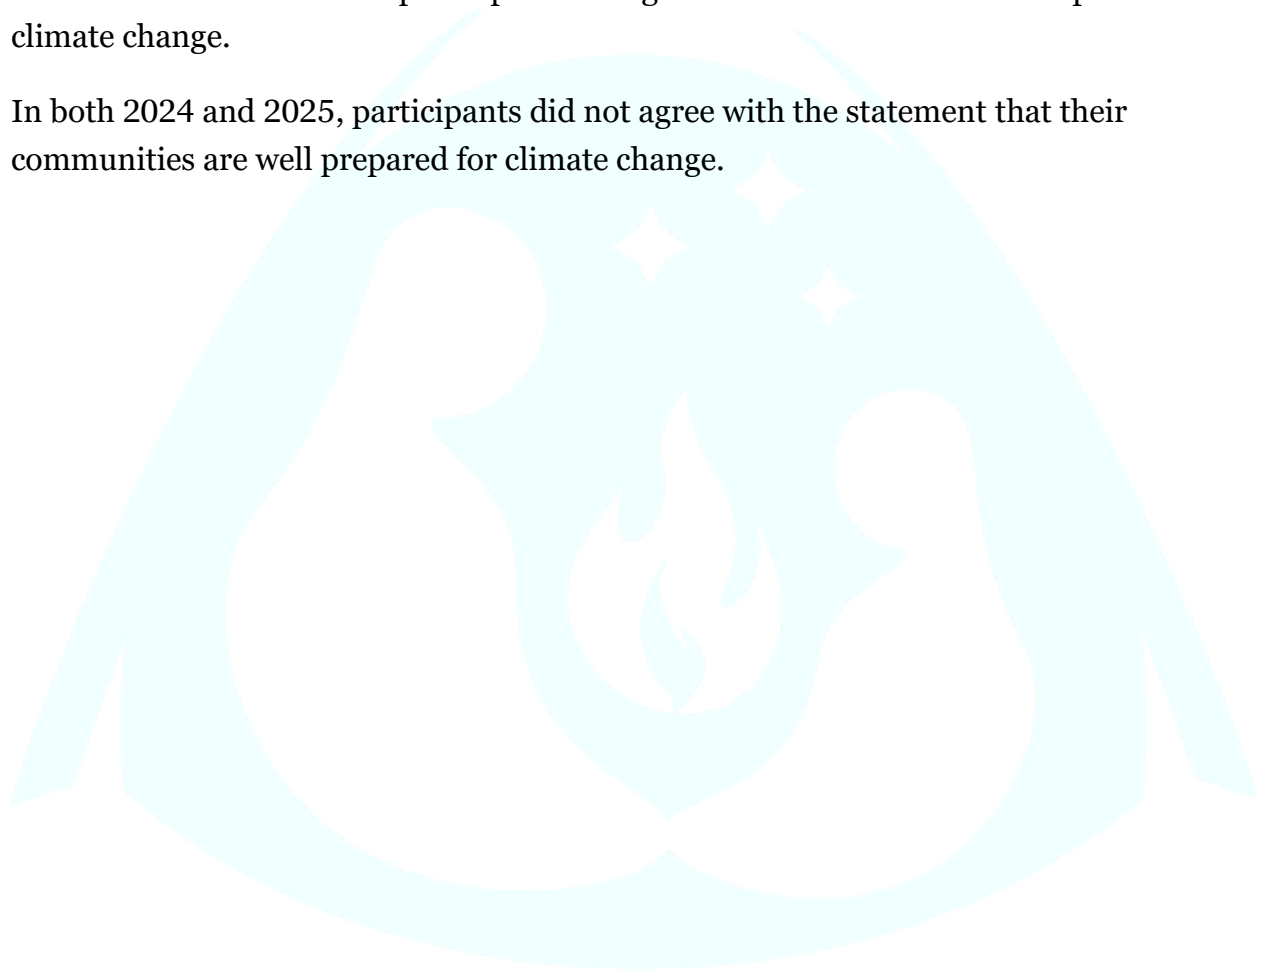 climate change.
In both 2024 and 2025, participants did not agree with the statement that their
communities are well prepared for climate change.